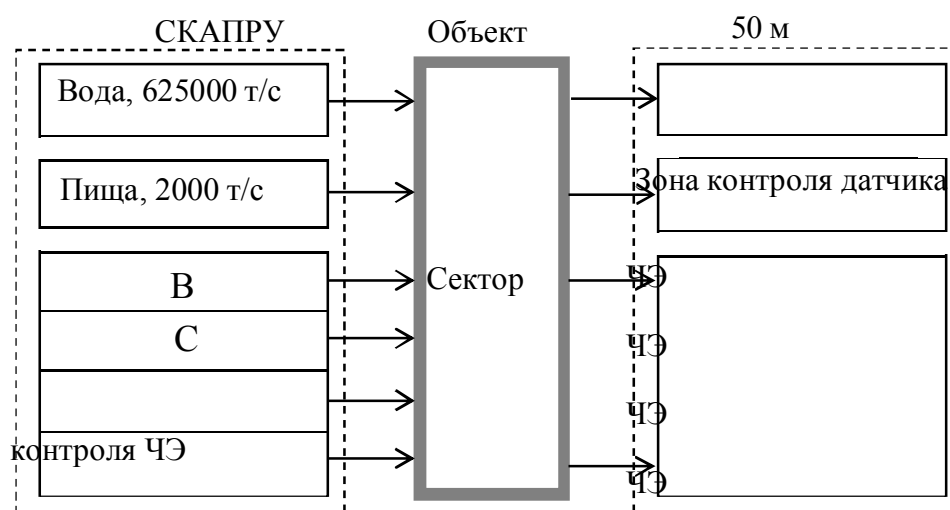 СКАПРУ Объект 50 м
Вода, 625000 т/с
Пища, 2000 т/с
Зона контроля датчика
В
Сектор
ЧЭ
С
ЧЭ
ЧЭ
контроля ЧЭ
ЧЭ